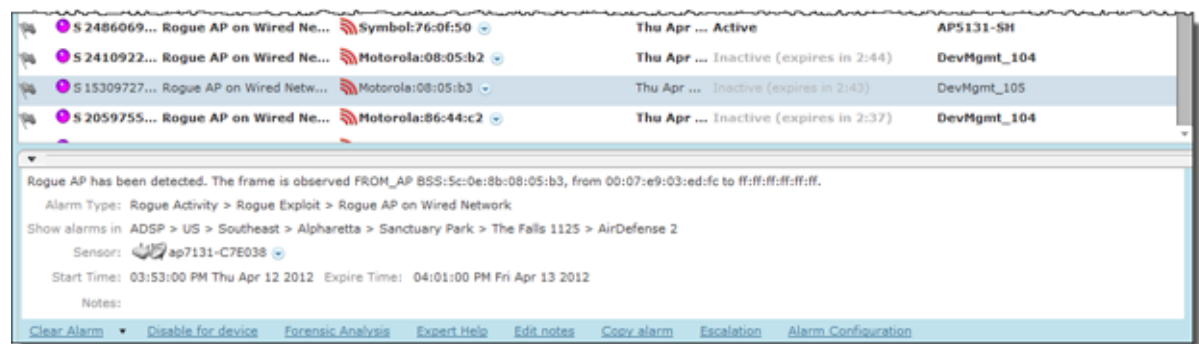 S 2486069... Rogue AP on Wired Ne... Symbol:76:0f:50 Thu Apr ... Active AP5131-SH
S 2410922... Rogue AP on Wired Ne... Motorola:08:05:b2 Thu Apr ... Inactive (expires in 2:44) DevMgmt_104
S 15309727... Rogue AP on Wired Netw... Motorola:08:05:b3 Thu Apr ... Inactive (expires in 2:43) DevMgmt_105
S 2059755... Rogue AP on Wired Ne... Motorola:86:44:c2 Thu Apr ... Inactive (expires in 2:37) DevMgmt_104
Rogue AP has been detected. The frame is observed FROM_AP BSS:5c:0e:8b:08:05:b3, from 00:07:e9:03:ed:fc to ff:ff:ff:ff:ff:ff.
Alarm Type: Rogue Activity > Rogue Exploit > Rogue AP on Wired Network
Show alarms in ADSP > US > Southeast > Alpharetta > Sanctuary Park > The Falls 1125 > AirDefense 2
Sensor: ap7131-C7E038
Start Time: 03:53:00 PM Thu Apr 12 2012 Expire Time: 04:01:00 PM Fri Apr 13 2012
Notes:
Clear Alarm Disable for device Forensic Analysis Expert Help Edit notes Copy alarm Escalation Alarm Configuration